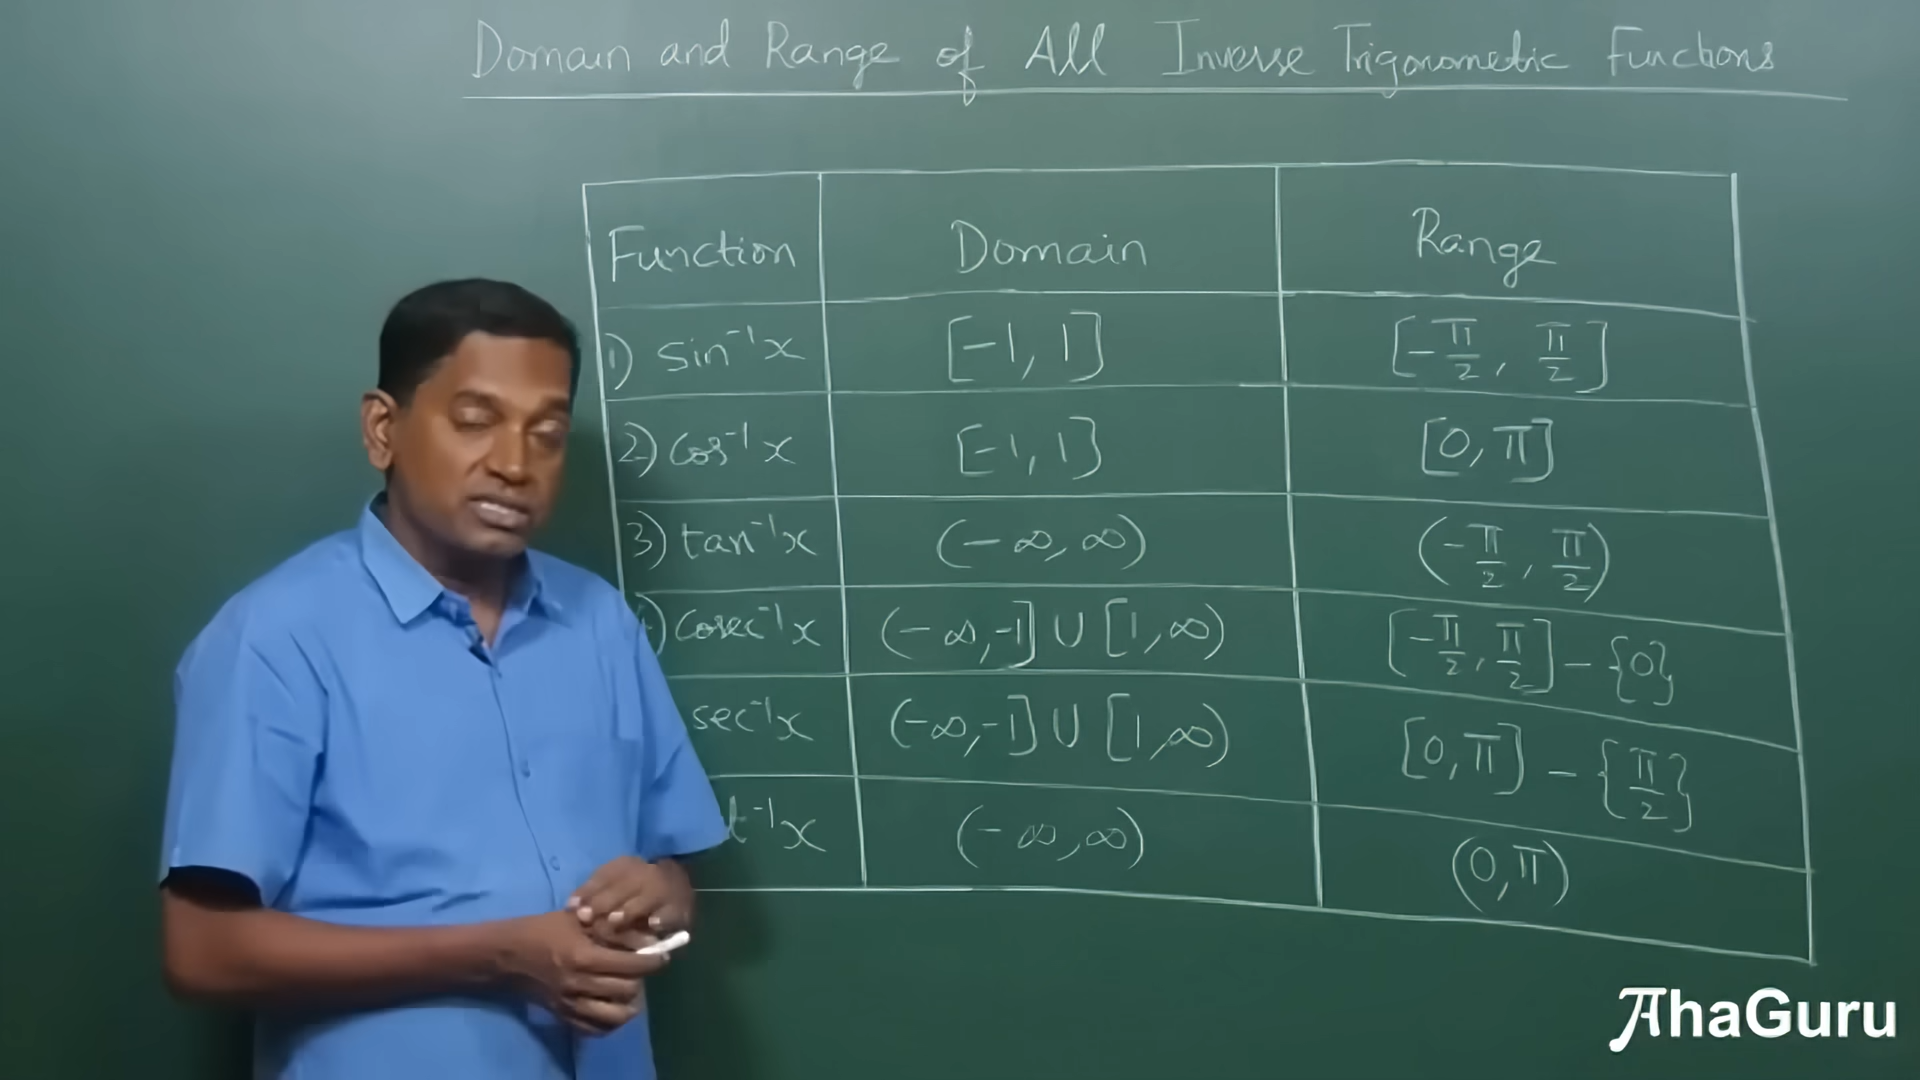 Domain and Range of All Inverse Trigonometric Functions
Function Domain Range
1) sin⁻¹x [-1, 1] [-π/2, π/2]
2) cos⁻¹x [-1, 1] [0, π]
3) tan⁻¹x (-∞, ∞) (-π/2, π/2)
) cosec⁻¹x (-∞, -1] ∪ [1, ∞) [-π/2, π/2] - {0}
sec⁻¹x (-∞, -1] ∪ [1, ∞) [0, π] - {π/2}
t⁻¹x (-∞, ∞) (0, π)
AhaGuru